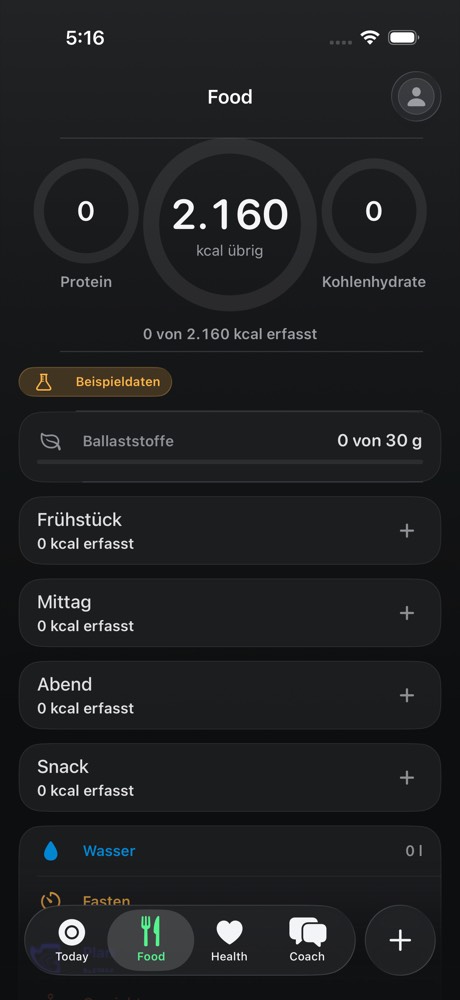 5:16
Food
0
2.160
kcal übrig
0
Protein
Kohlenhydrate
0 von 2.160 kcal erfasst
Beispieldaten
Ballaststoffe
0 von 30 g
Frühstück
0 kcal erfasst
Mittag
0 kcal erfasst
Abend
0 kcal erfasst
Snack
0 kcal erfasst
Wasser
0 l
Fasten
Today
Food
Health
Coach